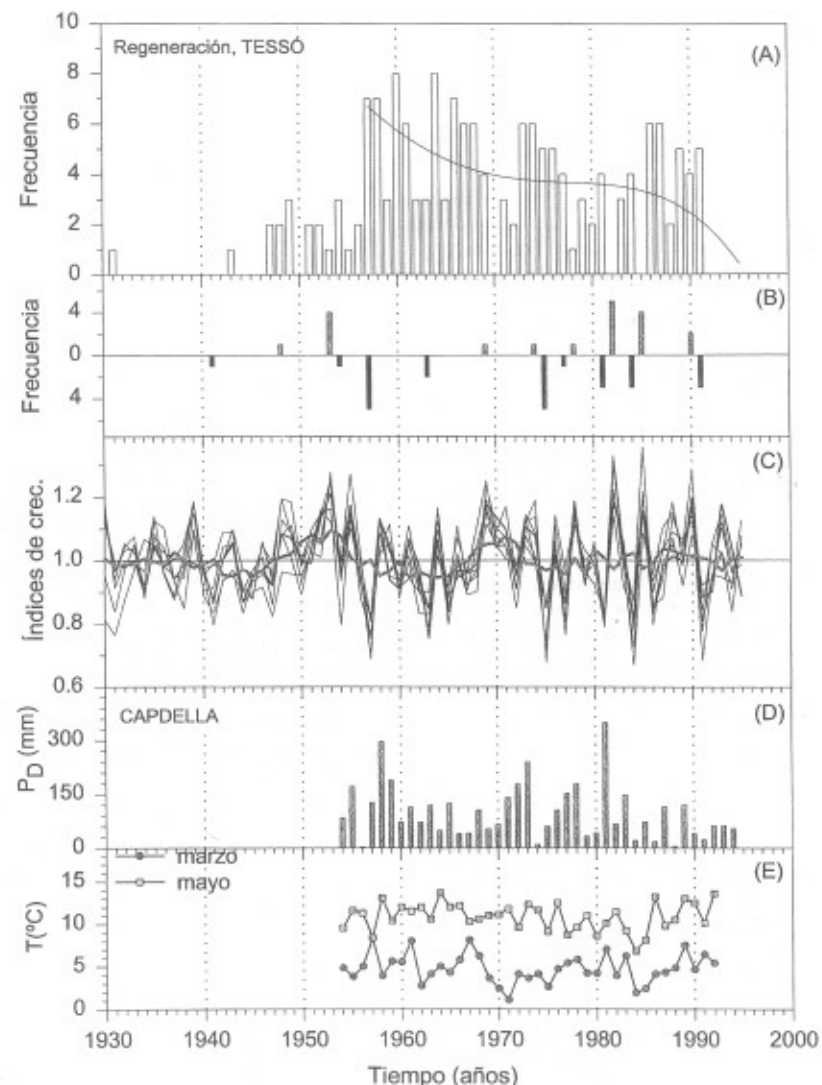 10
Regeneración, TESSÓ
(A)
8
6
4
2
0
Frecuencia
(B)
4
0
4
Frecuencia
(C)
1.2
1.0
0.8
0.6
Índices de crec.
CAPDELLA
(D)
300
150
0
P_D (mm)
marzo
mayo
(E)
15
10
5
0
T(ºC)
1930 1940 1950 1960 1970 1980 1990 2000
Tiempo (años)